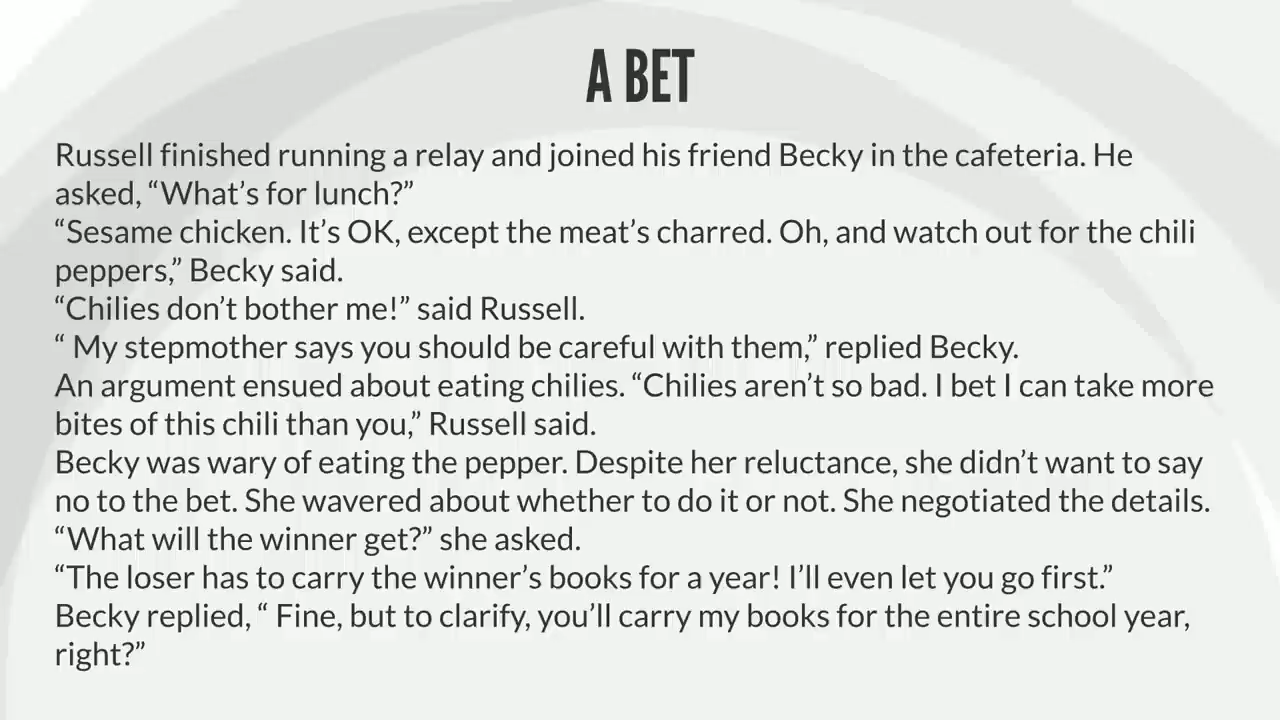 A BET
Russell finished running a relay and joined his friend Becky in the cafeteria. He
asked, “What’s for lunch?”
“Sesame chicken. It’s OK, except the meat’s charred. Oh, and watch out for the chili
peppers,” Becky said.
“Chilies don’t bother me!” said Russell.
“ My stepmother says you should be careful with them,” replied Becky.
An argument ensued about eating chilies. “Chilies aren’t so bad. I bet I can take more
bites of this chili than you,” Russell said.
Becky was wary of eating the pepper. Despite her reluctance, she didn’t want to say
no to the bet. She wavered about whether to do it or not. She negotiated the details.
“What will the winner get?” she asked.
“The loser has to carry the winner’s books for a year! I’ll even let you go first.”
Becky replied, “ Fine, but to clarify, you’ll carry my books for the entire school year,
right?”